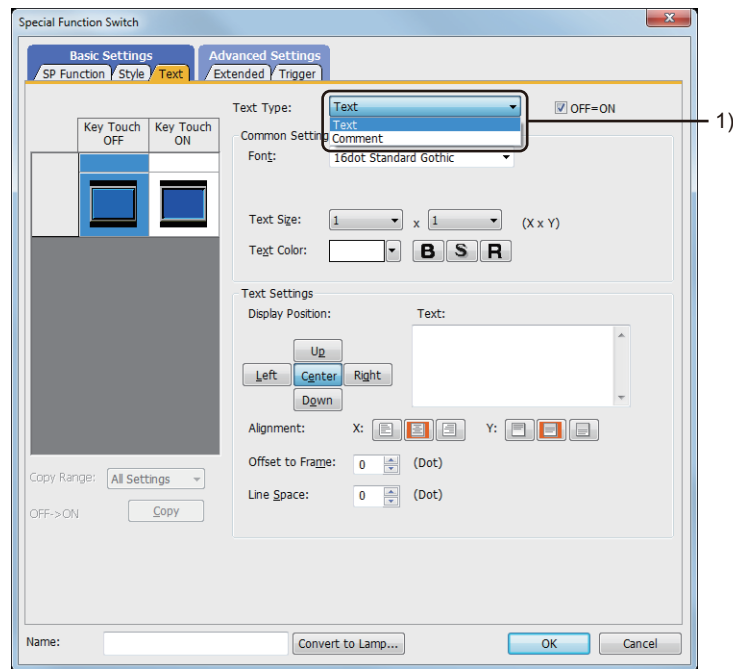 Special Function Switch
Basic Settings
Advanced Settings
SP Function
Style
Text
Extended
Trigger
Text Type:
Text
OFF=ON
1)
Text
Comment
Key Touch OFF
Key Touch ON
Common Setting
Font:
16dot Standard Gothic
Text Size:
1
x
1
(X x Y)
Text Color:
B
S
R
Text Settings
Display Position:
Text:
Up
Left
Center
Right
Down
Alignment:
X:
Y:
Offset to Frame:
0
(Dot)
Line Space:
0
(Dot)
Copy Range:
All Settings
OFF->ON
Copy
Name:
Convert to Lamp...
OK
Cancel